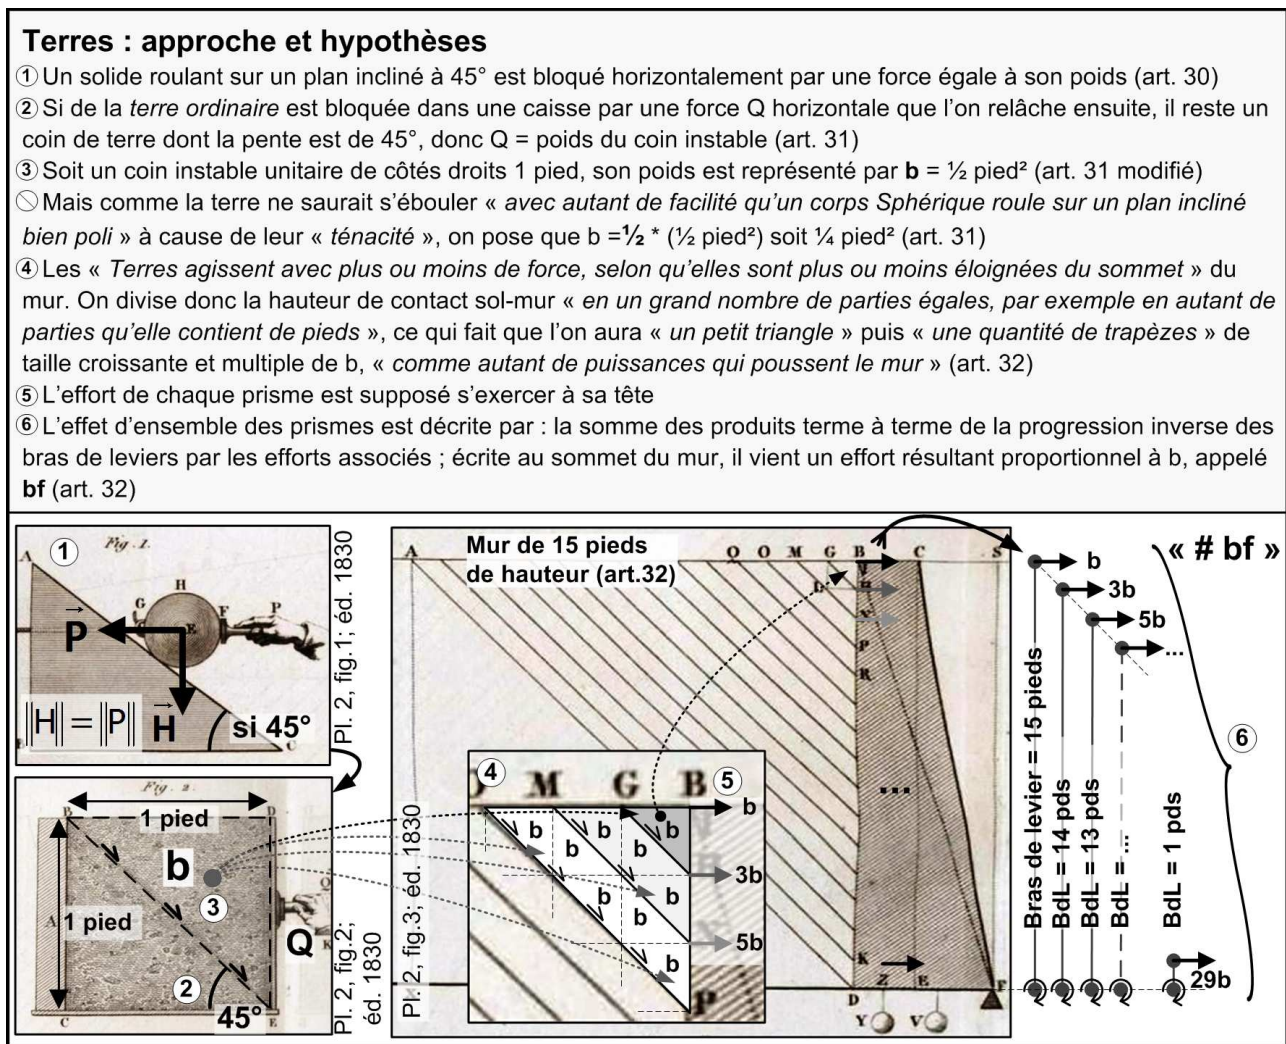 Terres : approche et hypothèses
① Un solide roulant sur un plan incliné à 45° est bloqué horizontalement par une force égale à son poids (art. 30)
② Si de la terre ordinaire est bloquée dans une caisse par une force Q horizontale que l'on relâche ensuite, il reste un
coin de terre dont la pente est de 45°, donc Q = poids du coin instable (art. 31)
③ Soit un coin instable unitaire de côtés droits 1 pied, son poids est représenté par b = ½ pied² (art. 31 modifié)
Mais comme la terre ne saurait s'ébouler « avec autant de facilité qu'un corps Sphérique roule sur un plan incliné
bien poli » à cause de leur « ténacité », on pose que b =½ * (½ pied²) soit ¼ pied² (art. 31)
④ Les « Terres agissent avec plus ou moins de force, selon qu'elles sont plus ou moins éloignées du sommet » du
mur. On divise donc la hauteur de contact sol-mur « en un grand nombre de parties égales, par exemple en autant de
parties qu'elle contient de pieds », ce qui fait que l'on aura « un petit triangle » puis « une quantité de trapèzes » de
taille croissante et multiple de b, « comme autant de puissances qui poussent le mur » (art. 32)
⑤ L'effort de chaque prisme est supposé s'exercer à sa tête
⑥ L'effet d'ensemble des prismes est décrite par : la somme des produits terme à terme de la progression inverse des
bras de leviers par les efforts associés ; écrite au sommet du mur, il vient un effort résultant proportionnel à b, appelé
bf (art. 32)
Fig. 1.
①
A
H
G
F
P
E
P
H
||H|| = ||P||
si 45°
C
Pl. 2, fig.1; éd. 1830
Fig. 2.
B
D
1 pied
b
③
A
1 pied
Q
②
45°
C
E
Pl. 2, fig.2;
éd. 1830
Mur de 15 pieds
de hauteur (art.32)
A
Q O M G B C S
L
P
R
K
...
D
Z
E
F
Y
V
X
Pl. 2, fig.3; éd. 1830
④
M G B
⑤
b
b b b
b b
b b
b
b
3b
5b
P
« # bf »
b
3b
5b
...
Bras de levier = 15 pieds
BdL = 14 pds
BdL = 13 pds
BdL = ...
BdL = 1 pds
29b
⑥